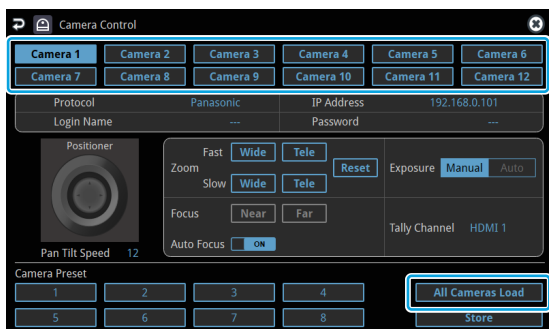 Camera Control
Camera 1 Camera 2 Camera 3 Camera 4 Camera 5 Camera 6
Camera 7 Camera 8 Camera 9 Camera 10 Camera 11 Camera 12
Protocol Panasonic IP Address 192.168.0.101
Login Name --- Password ---
Positioner
Fast Wide Tele
Zoom Reset Exposure Manual Auto
Slow Wide Tele
Focus Near Far
Tally Channel HDMI 1
Auto Focus ON
Pan Tilt Speed 12
Camera Preset
1 2 3 4 All Cameras Load
5 6 7 8 Store